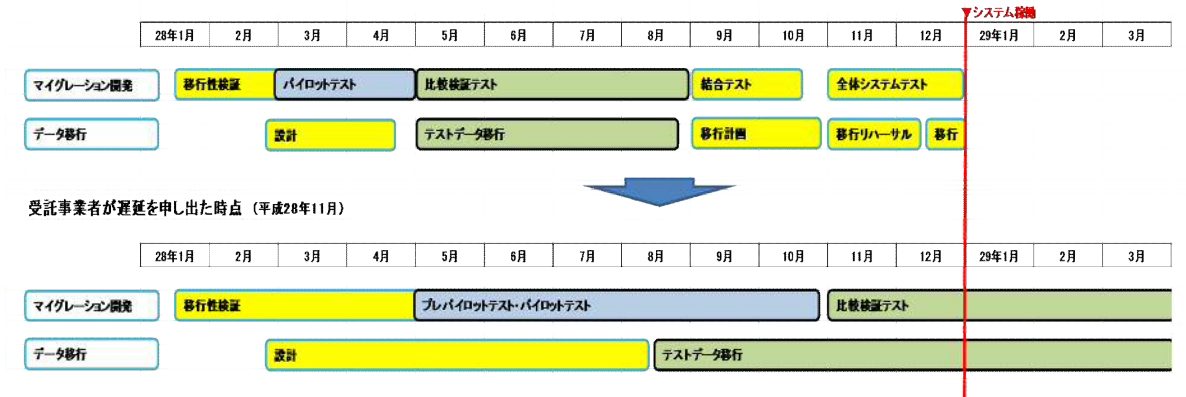 ▼システム稼働
28年1月 2月 3月 4月 5月 6月 7月 8月 9月 10月 11月 12月 29年1月 2月 3月
マイグレーション開発 移行性検証 パイロットテスト 比較検証テスト 結合テスト 全体システムテスト
データ移行 設計 テストデータ移行 移行計画 移行リハーサル 移行
受託事業者が遅延を申し出た時点（平成28年11月）
28年1月 2月 3月 4月 5月 6月 7月 8月 9月 10月 11月 12月 29年1月 2月 3月
マイグレーション開発 移行性検証 プレパイロットテスト・パイロットテスト 比較検証テスト
データ移行 設計 テストデータ移行